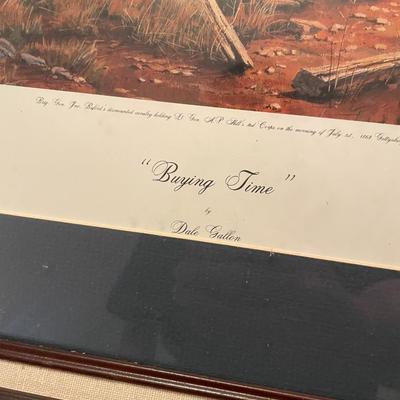 Brig. Gen. Jno. Buford's dismounted cavalry holding Lt. Gen. A.P. Hill's 3rd Corps on the morning of July 1st, 1863 Gettysbu
"Buying Time"
by
Dale Gallon